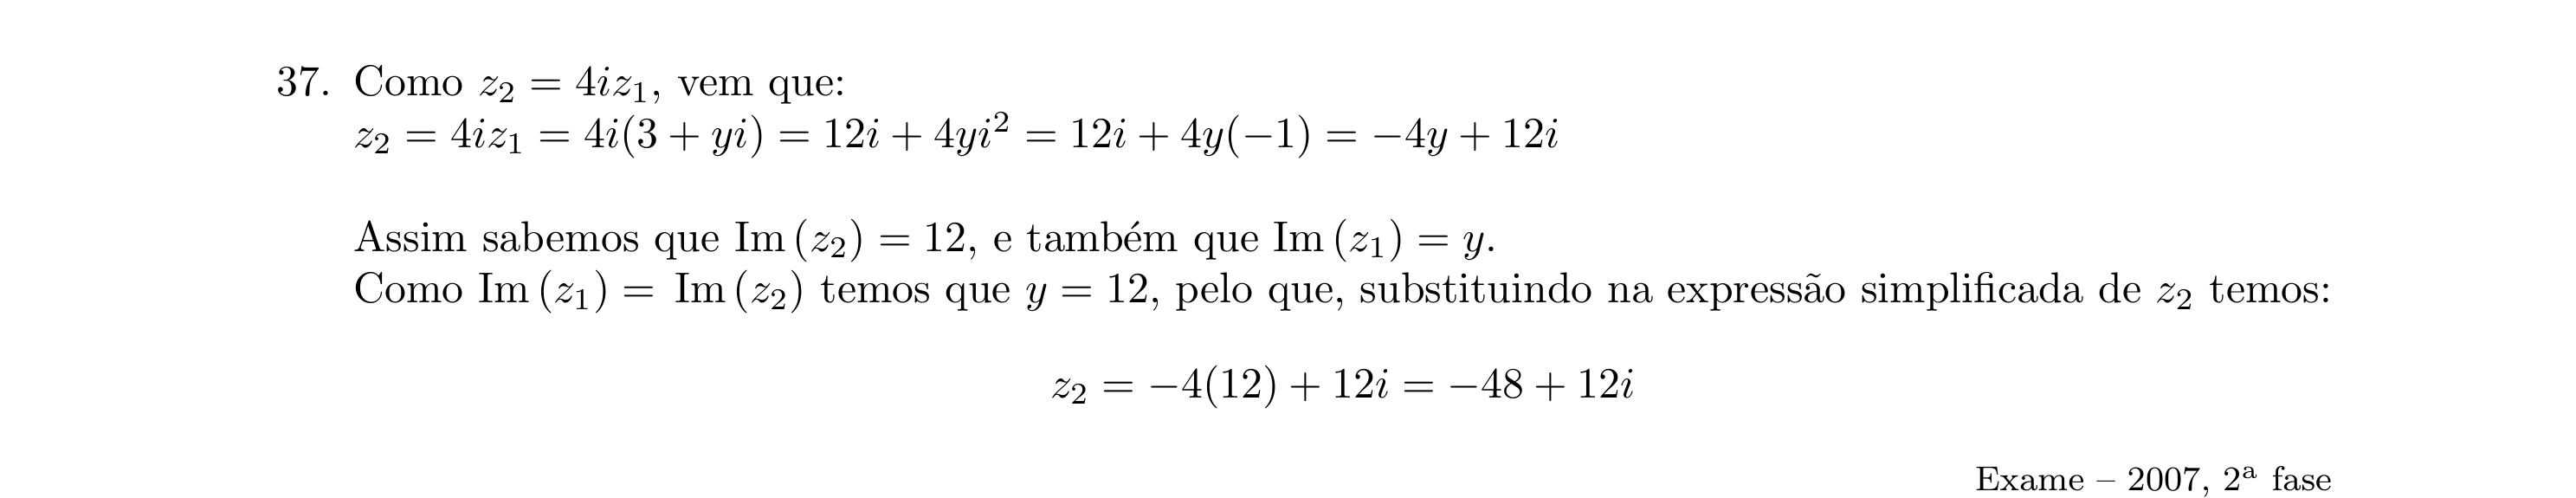 37. Como z₂ = 4iz₁, vem que:
z₂ = 4iz₁ = 4i(3 + yi) = 12i + 4yi² = 12i + 4y(−1) = −4y + 12i
Assim sabemos que Im (z₂) = 12, e também que Im (z₁) = y.
Como Im (z₁) = Im (z₂) temos que y = 12, pelo que, substituindo na expressão simplificada de z₂ temos:
z₂ = −4(12) + 12i = −48 + 12i
Exame – 2007, 2ª fase